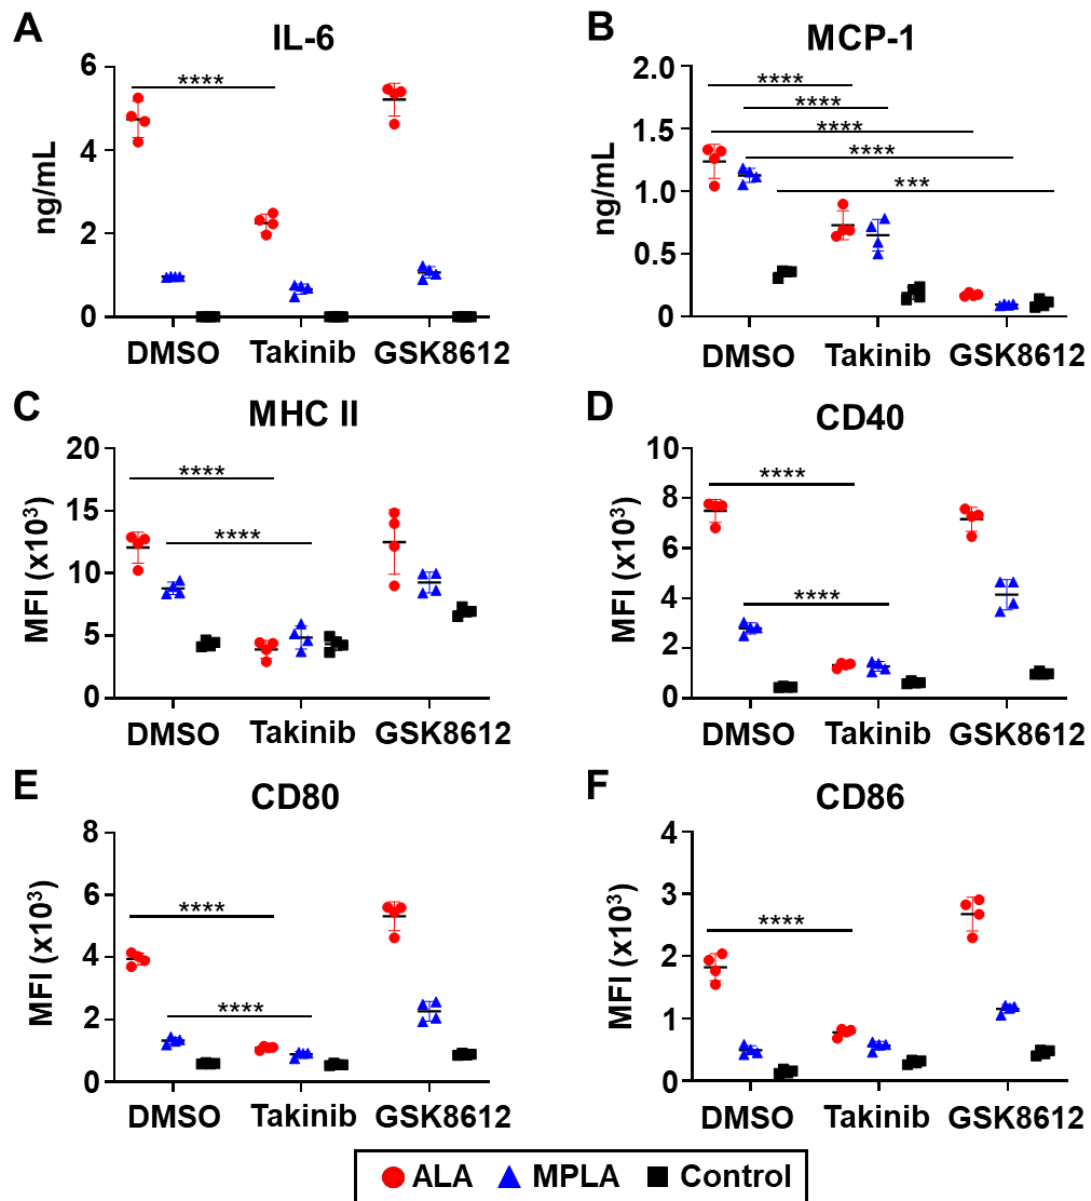 A
IL-6
ng/mL
6
4
2
0
****
DMSO Takinib GSK8612
B
MCP-1
ng/mL
2.0
1.5
1.0
0.5
0
****
****
****
****
***
DMSO Takinib GSK8612
C
MHC II
MFI (x10³)
20
15
10
5
0
****
****
DMSO Takinib GSK8612
D
CD40
MFI (x10³)
10
8
6
4
2
0
****
****
DMSO Takinib GSK8612
E
CD80
MFI (x10³)
8
6
4
2
0
****
****
DMSO Takinib GSK8612
F
CD86
MFI (x10³)
4
3
2
1
0
****
DMSO Takinib GSK8612
ALA MPLA Control